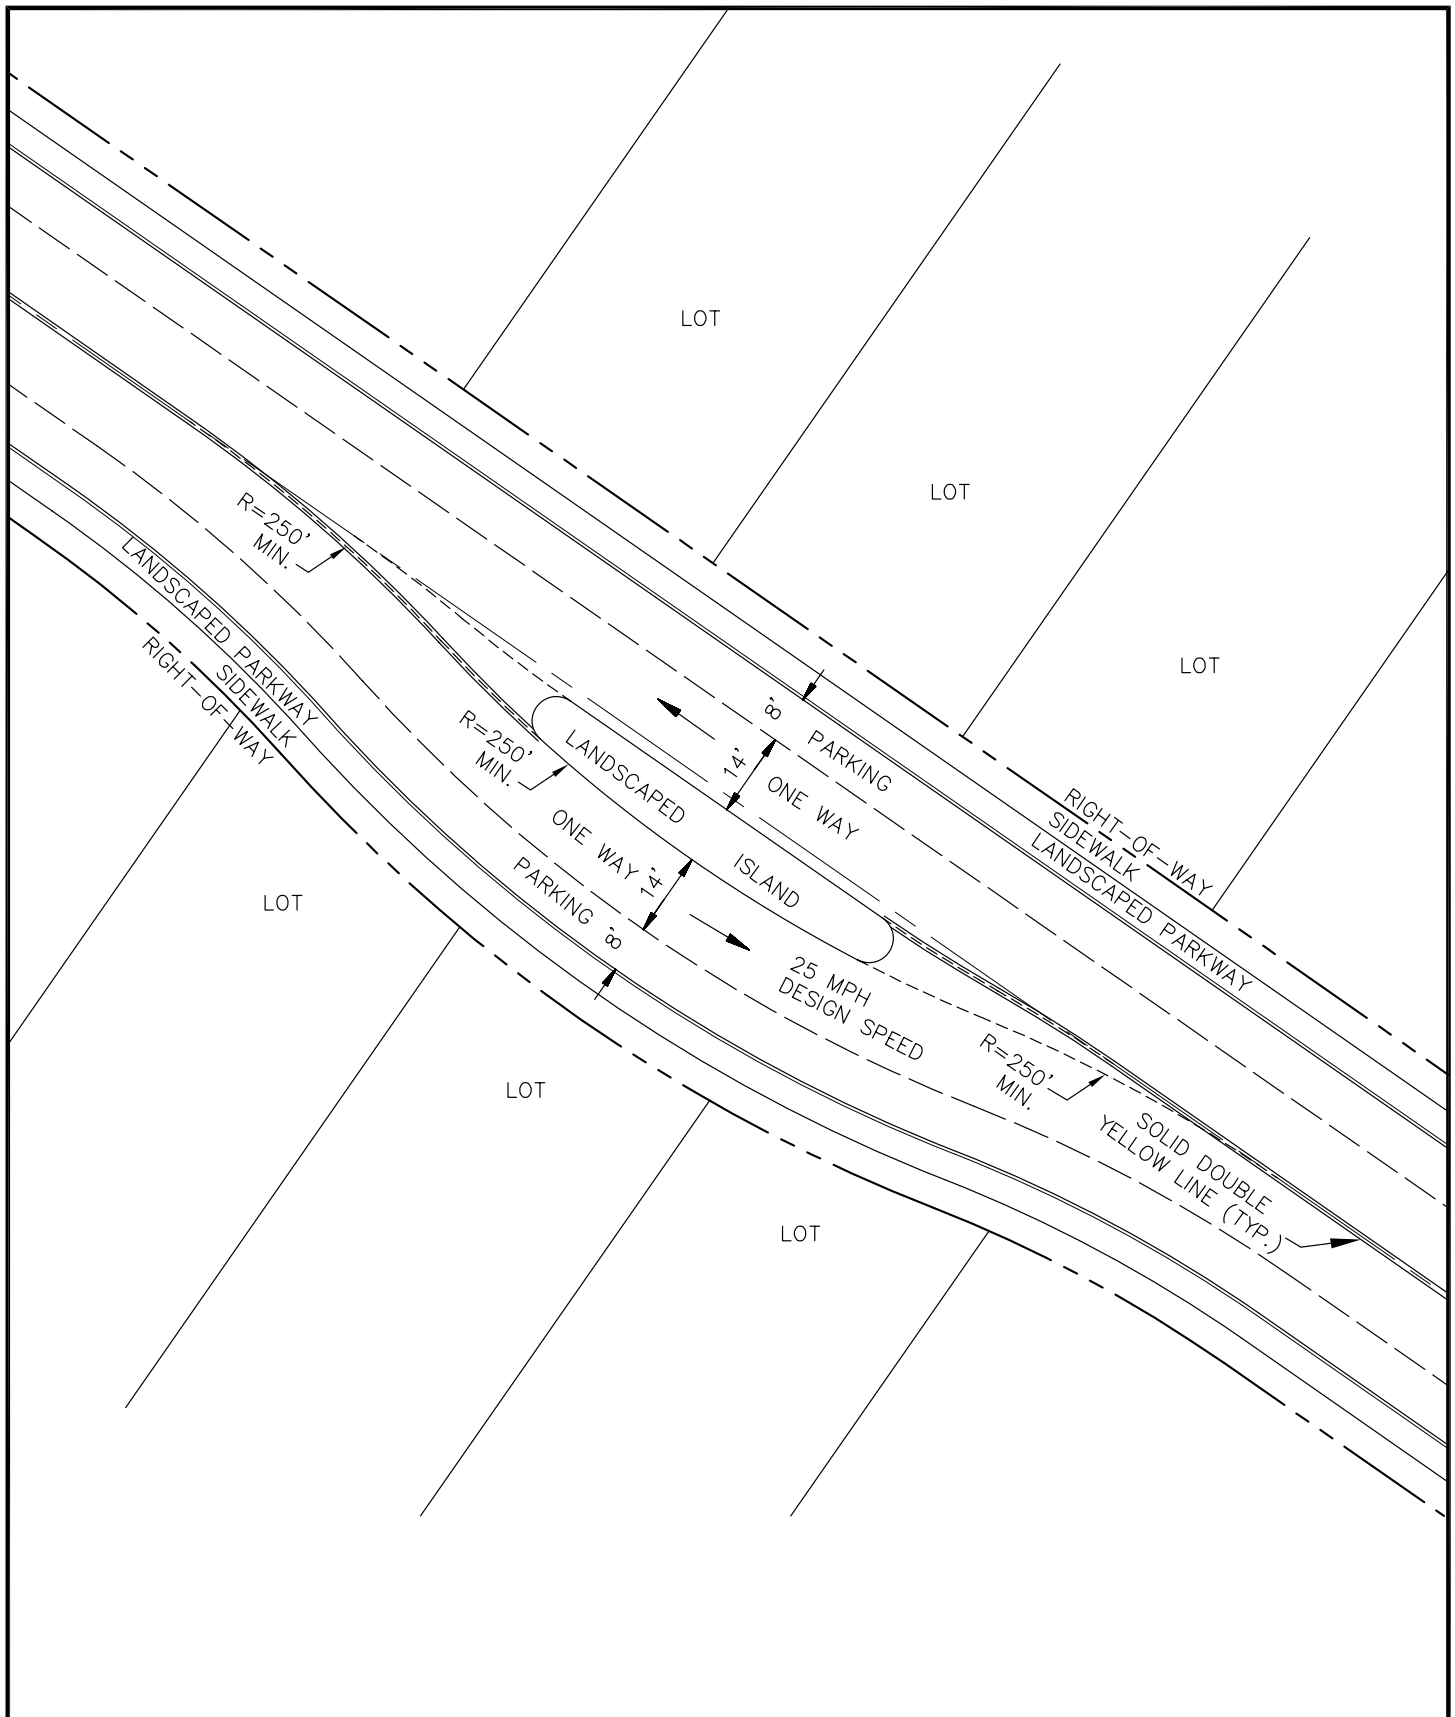 LOT
LOT
LOT
R=250'
MIN.
LANDSCAPED PARKWAY
SIDEWALK
RIGHT-OF-WAY
R=250'
MIN.
LANDSCAPED
ISLAND
8'
PARKING
14'
ONE WAY
ONE WAY
14'
PARKING
8'
RIGHT-OF-WAY
SIDEWALK
LANDSCAPED PARKWAY
25 MPH
DESIGN SPEED
R=250'
MIN.
SOLID DOUBLE
YELLOW LINE (TYP.)
LOT
LOT
LOT